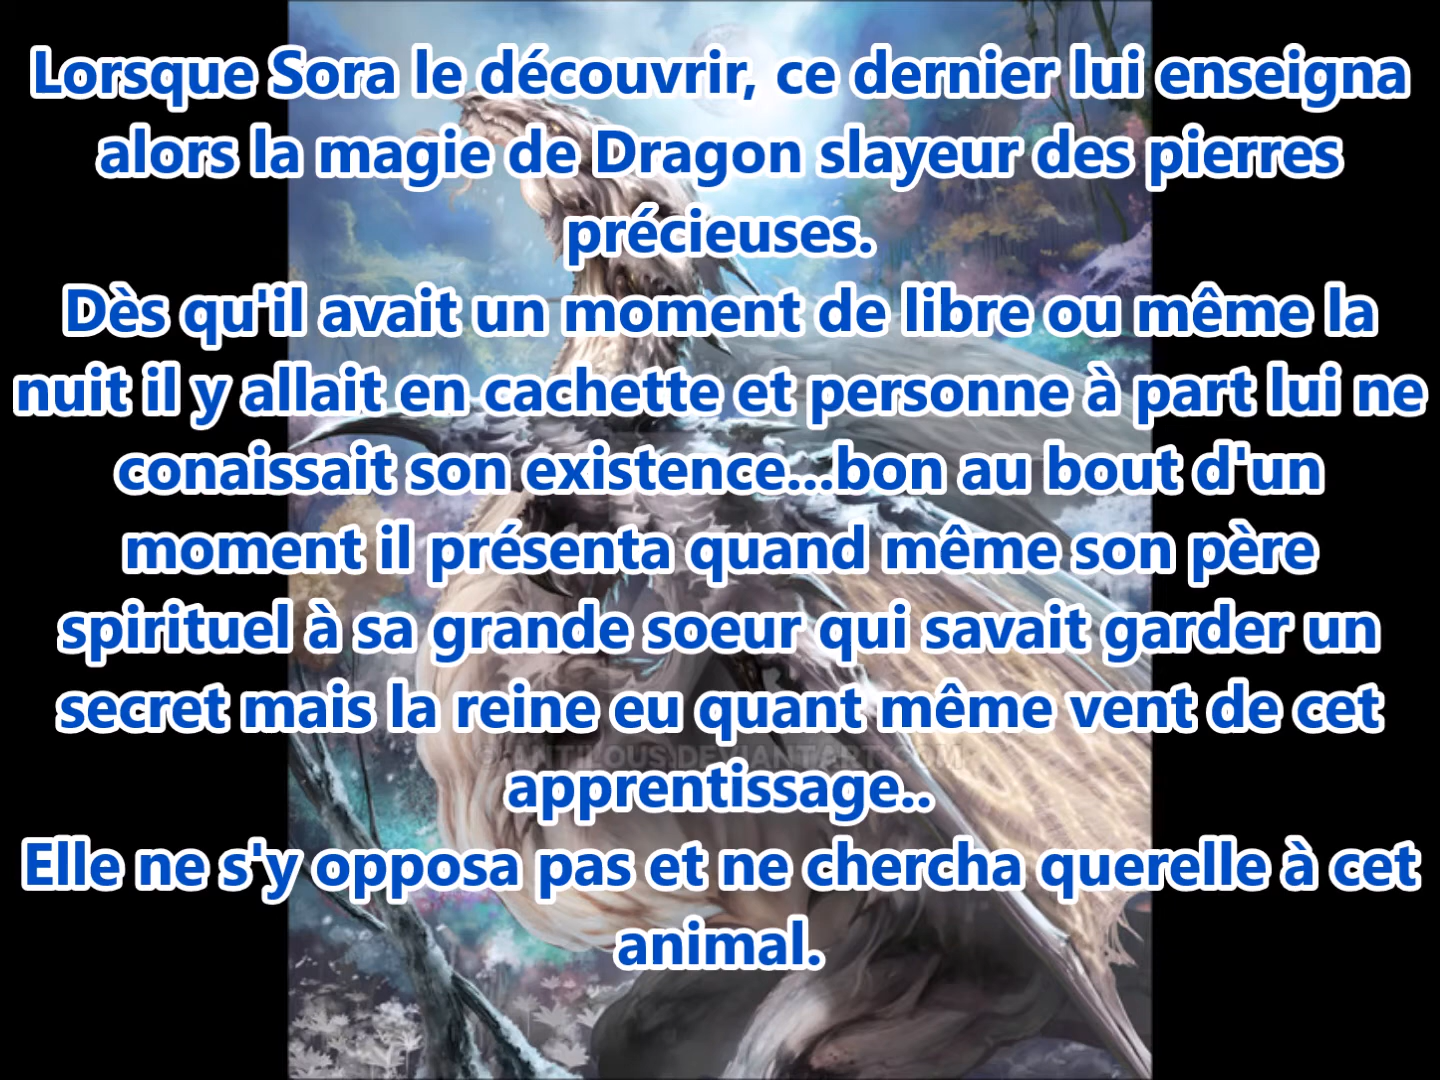 Lorsque Sora le découvrir, ce dernier lui enseigna
alors la magie de Dragon slayeur des pierres
précieuses.
Dès qu'il avait un moment de libre ou même la
nuit il y allait en cachette et personne à part lui ne
conaissait son existence...bon au bout d'un
moment il présenta quand même son père
spirituel à sa grande soeur qui savait garder un
secret mais la reine eu quant même vent de cet
© ANTILOUS.DEVIANTART.COM
apprentissage..
Elle ne s'y opposa pas et ne chercha querelle à cet
animal.